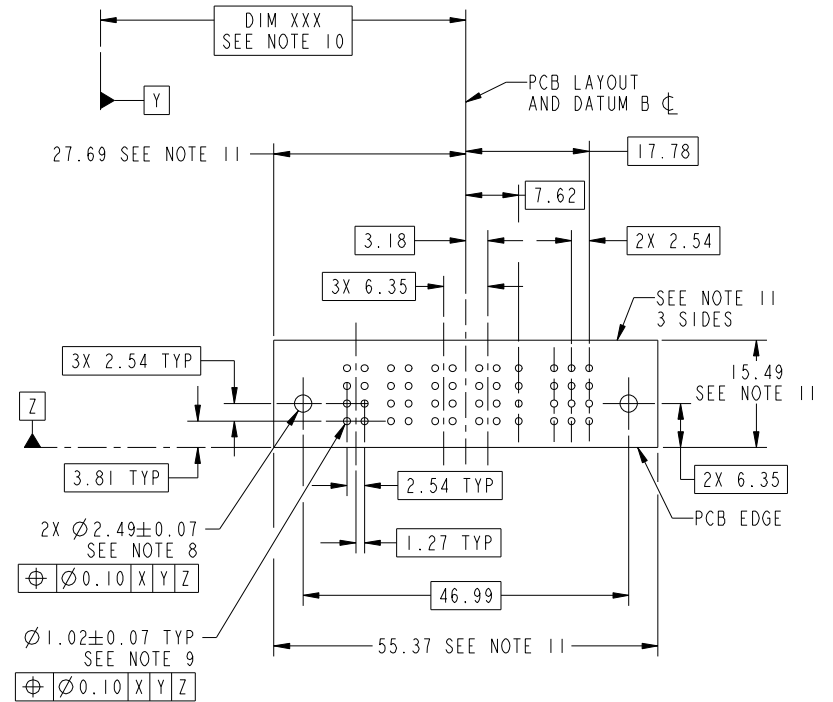 DIM XXX
SEE NOTE 10
Y
PCB LAYOUT
AND DATUM B ℄
27.69 SEE NOTE 11
17.78
7.62
3.18
2X 2.54
3X 6.35
SEE NOTE 11
3 SIDES
3X 2.54 TYP
15.49
SEE NOTE 11
Z
3.81 TYP
2.54 TYP
2X 6.35
2X Ø2.49±0.07
SEE NOTE 8
PCB EDGE
1.27 TYP
⌖ Ø0.10 X Y Z
46.99
Ø1.02±0.07 TYP
SEE NOTE 9
55.37 SEE NOTE 11
⌖ Ø0.10 X Y Z